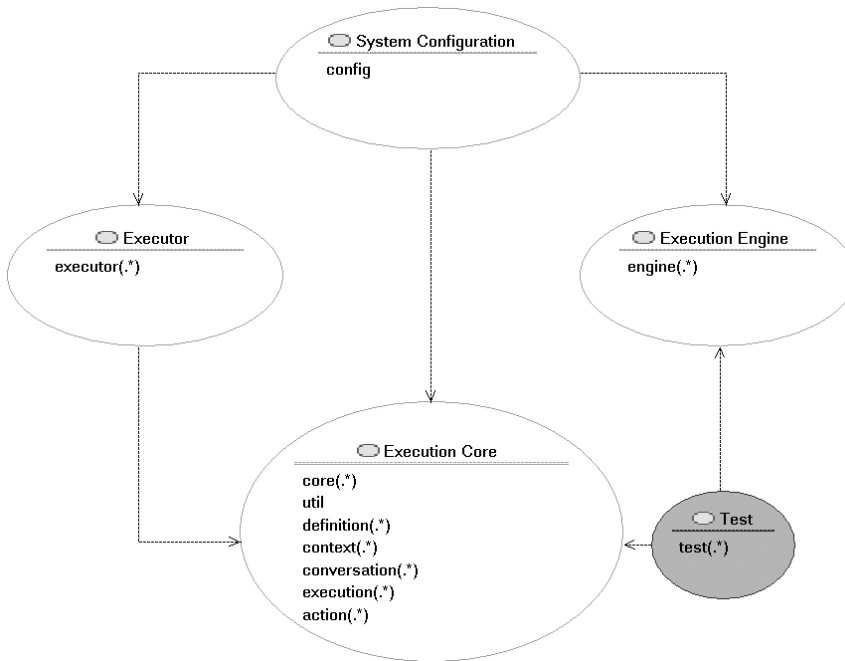 System Configuration
config
Executor
executor(.*)
Execution Engine
engine(.*)
Execution Core
core(.*)
util
definition(.*)
context(.*)
conversation(.*)
execution(.*)
action(.*)
Test
test(.*)